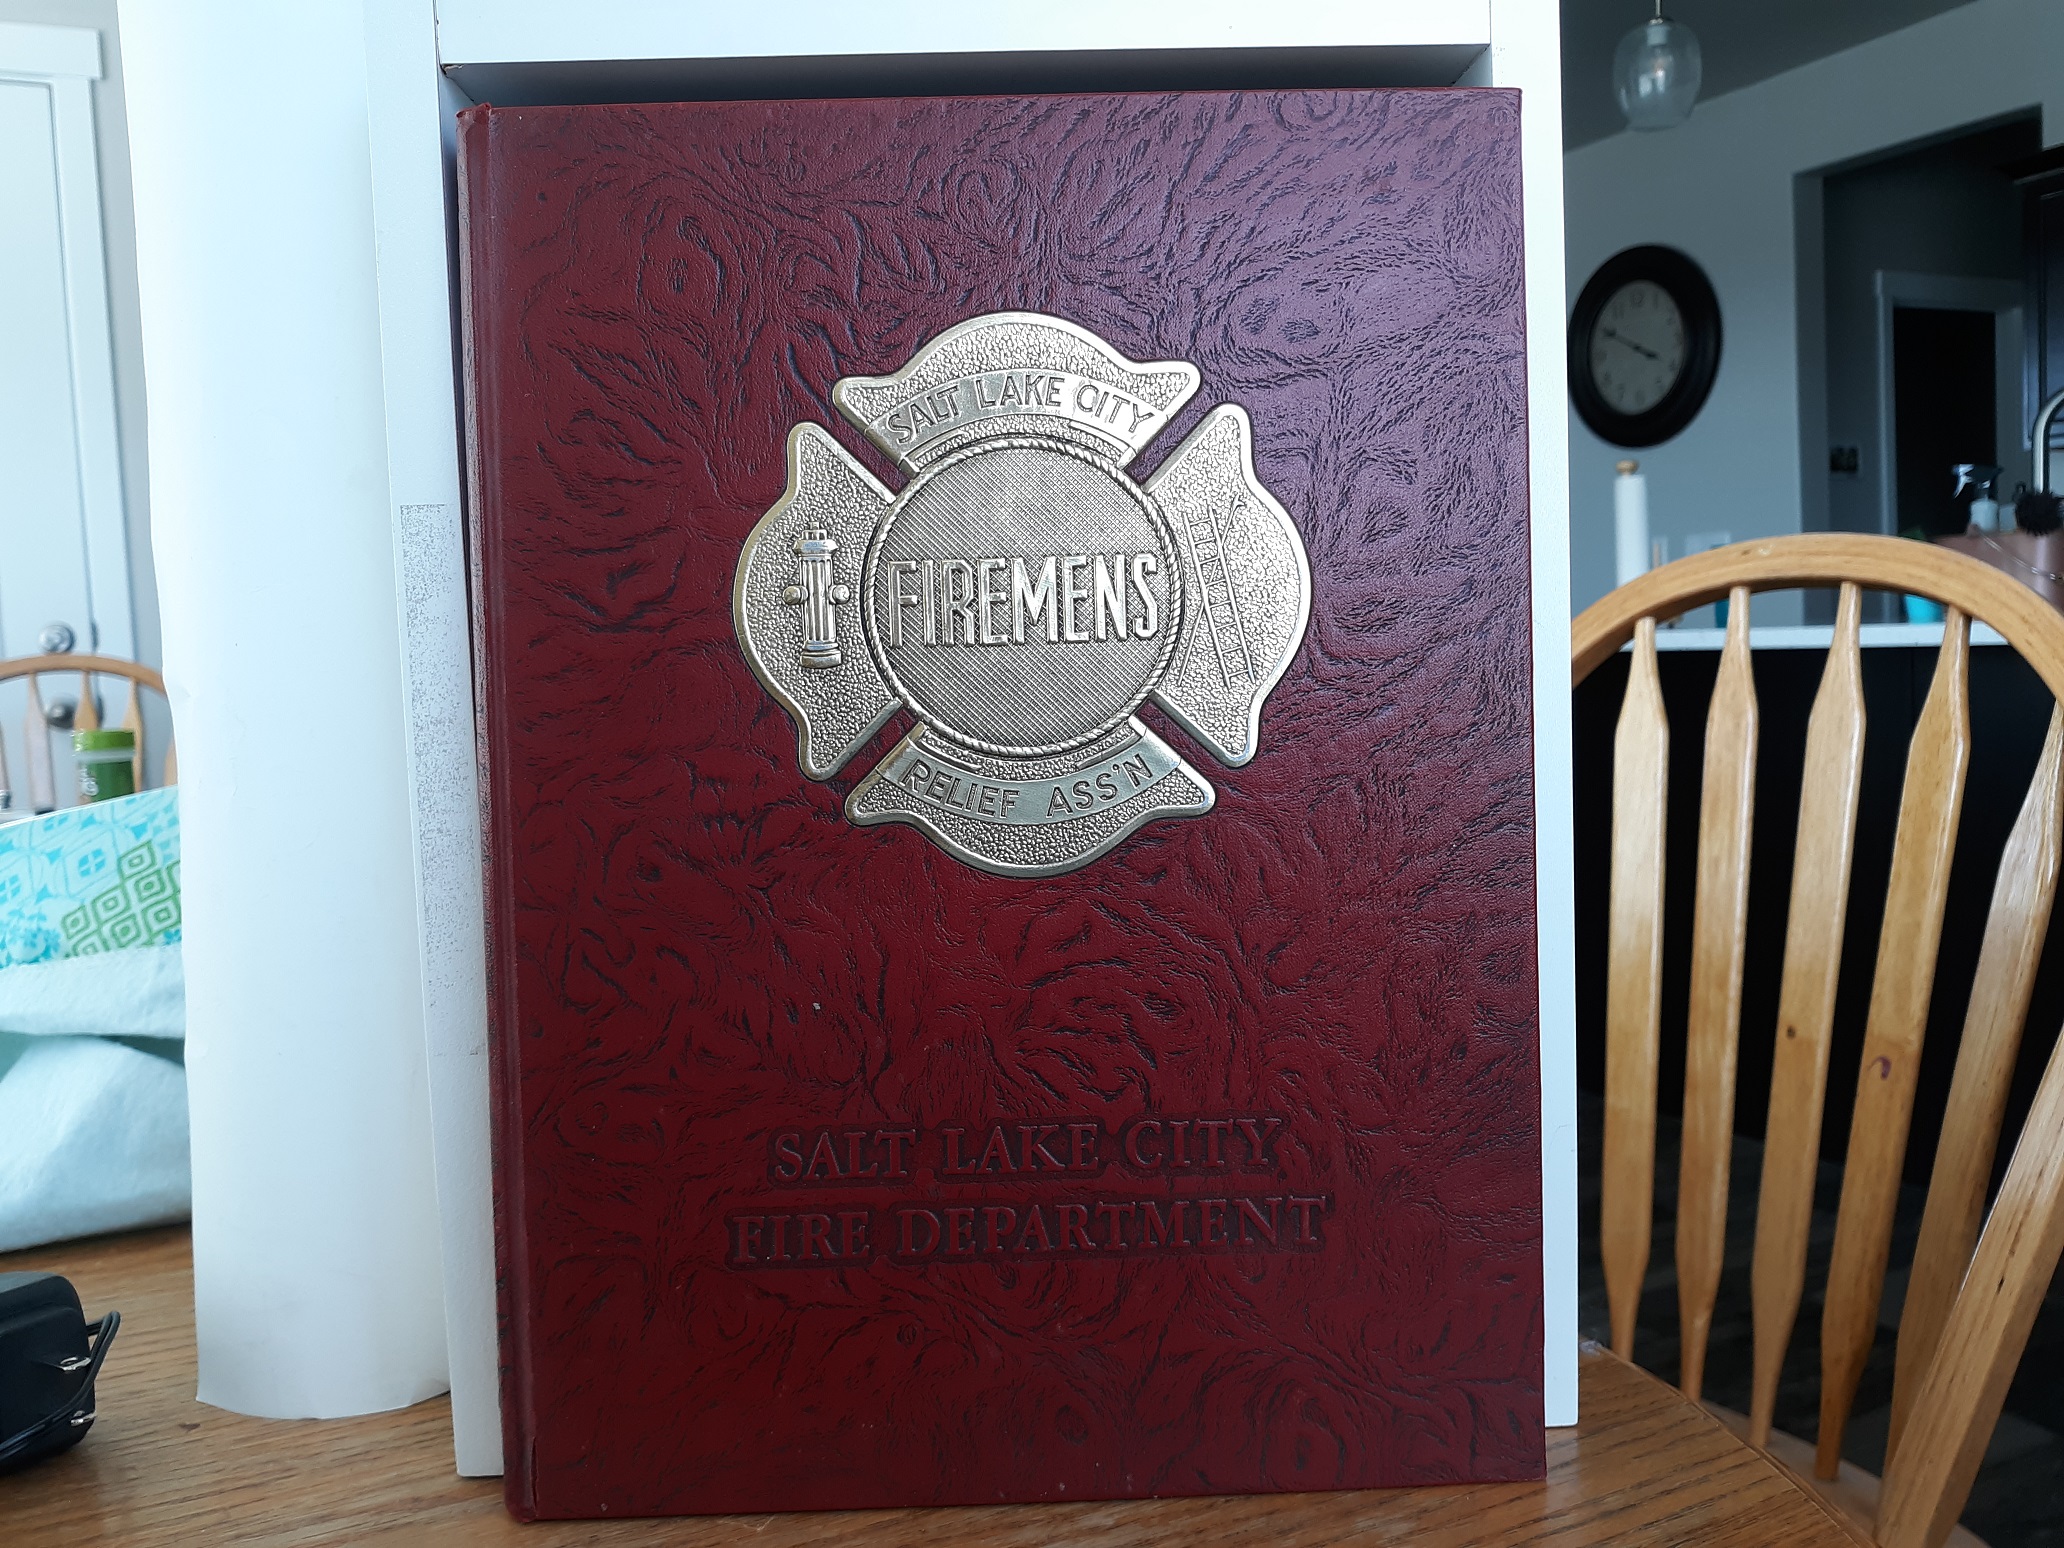 SALT LAKE CITY
FIREMENS
RELIEF ASS'N
SALT LAKE CITY
FIRE DEPARTMENT